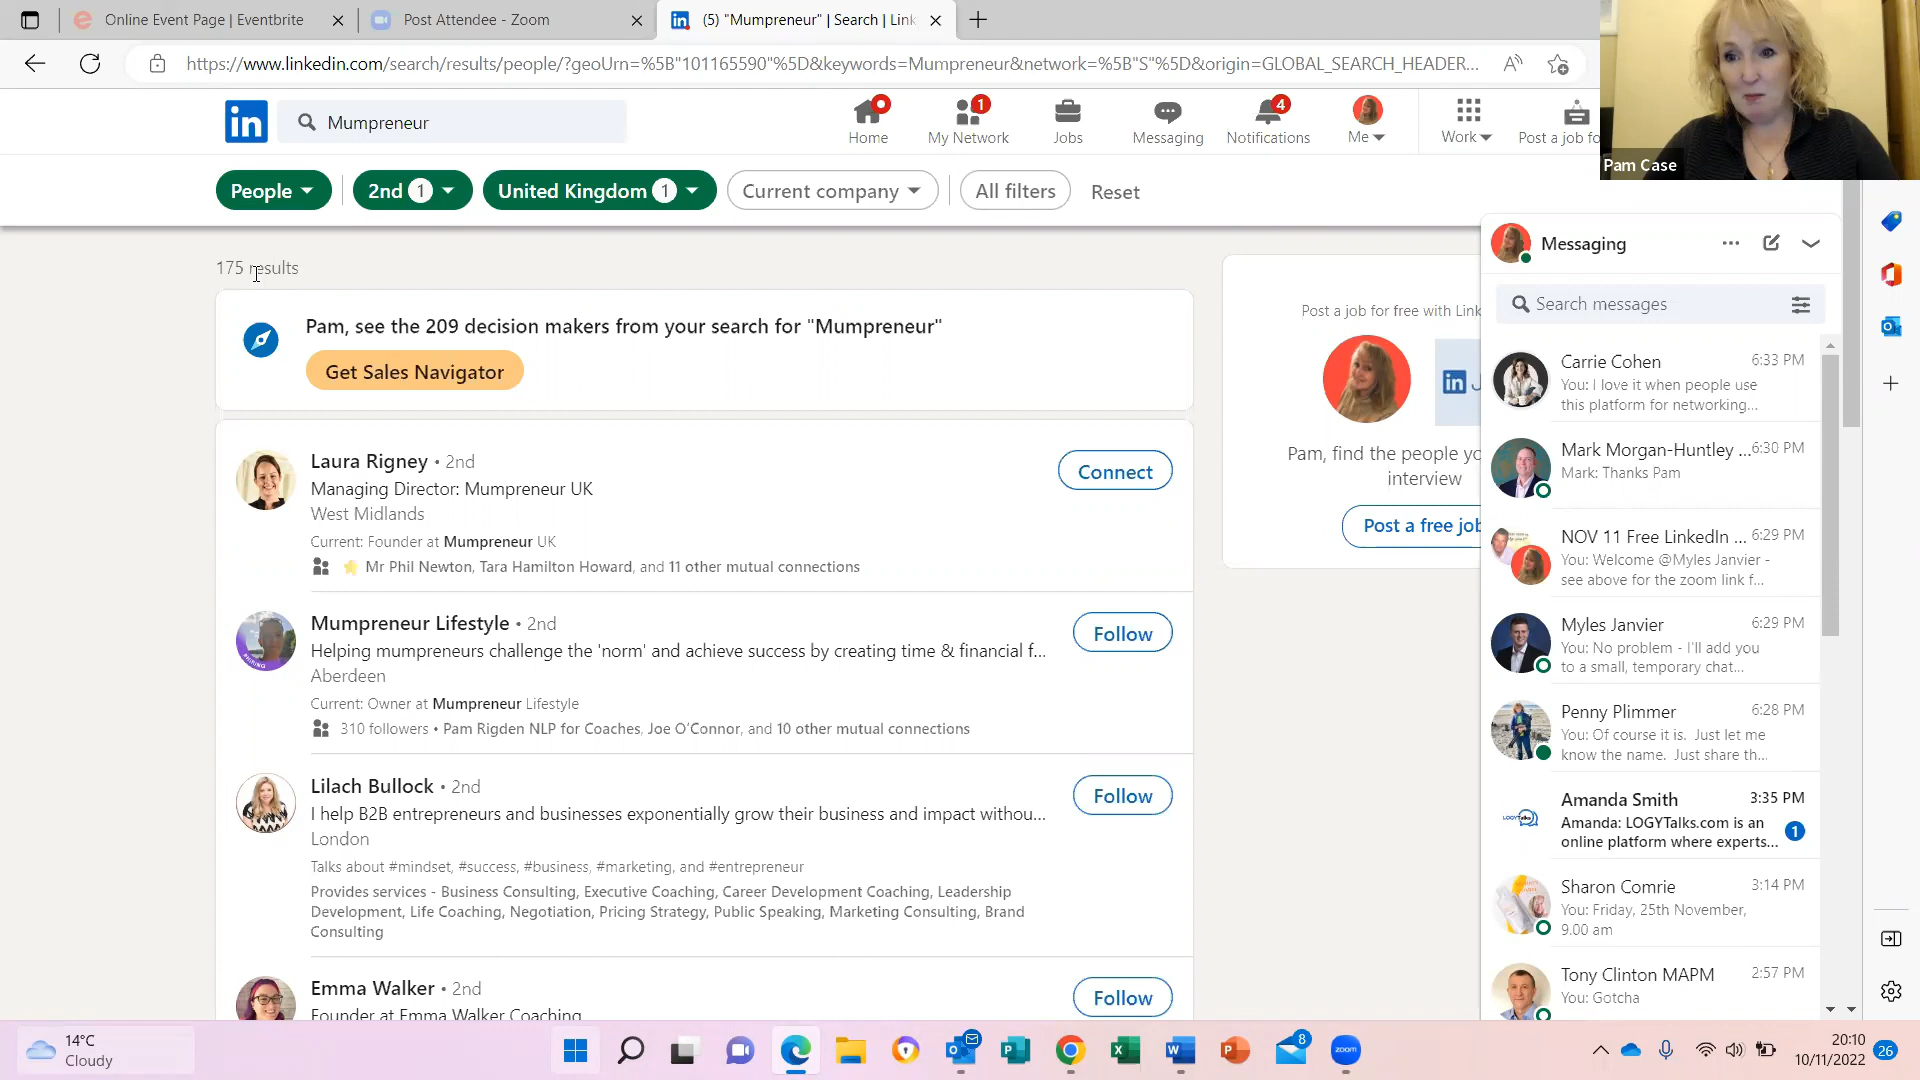 Online Event Page | Eventbrite
Post Attendee - Zoom
(5) "Mumpreneur" | Search | Link
https://www.linkedin.com/search/results/people/?geoUrn=%5B"101165590"%5D&keywords=Mumpreneur&network=%5B"S"%5D&origin=GLOBAL_SEARCH_HEADER...
Pam Case
in
Mumpreneur
Home
1
My Network
Jobs
Messaging
4
Notifications
Me
Work
Post a job fo
People
2nd 1
United Kingdom 1
Current company
All filters
Reset
175 results
Pam, see the 209 decision makers from your search for "Mumpreneur"
Get Sales Navigator
Laura Rigney • 2nd
Managing Director: Mumpreneur UK
West Midlands
Current: Founder at Mumpreneur UK
Mr Phil Newton, Tara Hamilton Howard, and 11 other mutual connections
Connect
Mumpreneur Lifestyle • 2nd
Helping mumpreneurs challenge the 'norm' and achieve success by creating time & financial f...
Aberdeen
Current: Owner at Mumpreneur Lifestyle
310 followers • Pam Rigden NLP for Coaches, Joe O'Connor, and 10 other mutual connections
Follow
Lilach Bullock • 2nd
I help B2B entrepreneurs and businesses exponentially grow their business and impact withou...
London
Talks about #mindset, #success, #business, #marketing, and #entrepreneur
Provides services - Business Consulting, Executive Coaching, Career Development Coaching, Leadership
Development, Life Coaching, Negotiation, Pricing Strategy, Public Speaking, Marketing Consulting, Brand
Consulting
Follow
Emma Walker • 2nd
Founder at Emma Walker Coaching
Follow
Post a job for free with Link
in J
Pam, find the people yo
interview
Post a free job
Messaging
Search messages
Carrie Cohen 6:33 PM
You: I love it when people use
this platform for networking...
Mark Morgan-Huntley ... 6:30 PM
Mark: Thanks Pam
NOV 11 Free LinkedIn ... 6:29 PM
You: Welcome @Myles Janvier -
see above for the zoom link f...
Myles Janvier 6:29 PM
You: No problem - I'll add you
to a small, temporary chat...
Penny Plimmer 6:28 PM
You: Of course it is. Just let me
know the name. Just share th...
Amanda Smith 3:35 PM
Amanda: LOGYTalks.com is an
online platform where experts...
1
Sharon Comrie 3:14 PM
You: Friday, 25th November,
9.00 am
Tony Clinton MAPM 2:57 PM
You: Gotcha
14°C
Cloudy
8
zoom
20:10
10/11/2022
26